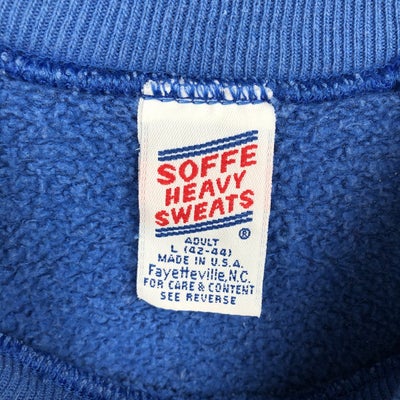 SOFFE
HEAVY
SWEATS
®
ADULT
L (42-44)
MADE IN U.S.A.
Fayetteville, N.C.
FOR CARE & CONTENT
SEE REVERSE